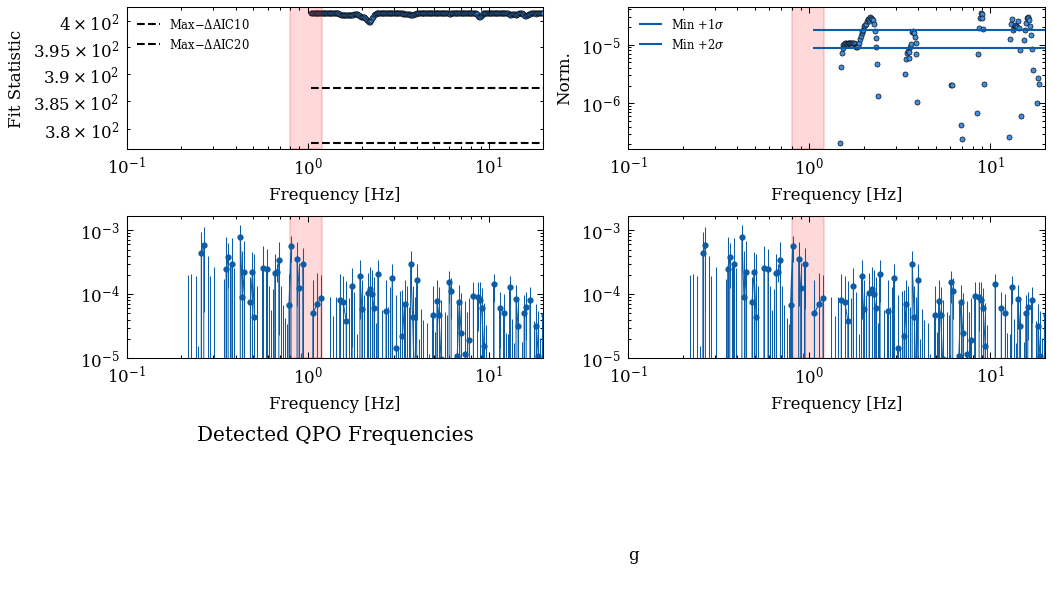 Fit Statistic
4 × 10²
3.95 × 10²
3.9 × 10²
3.85 × 10²
3.8 × 10²
Max−ΔAIC10
Max−ΔAIC20
10⁻¹ 10⁰ 10¹
Frequency [Hz]
Norm.
10⁻⁵
10⁻⁶
Min +1σ
Min +2σ
10⁻¹ 10⁰ 10¹
Frequency [Hz]
10⁻³
10⁻⁴
10⁻⁵
10⁻¹ 10⁰ 10¹
Frequency [Hz]
10⁻³
10⁻⁴
10⁻⁵
10⁻¹ 10⁰ 10¹
Frequency [Hz]
Detected QPO Frequencies
g